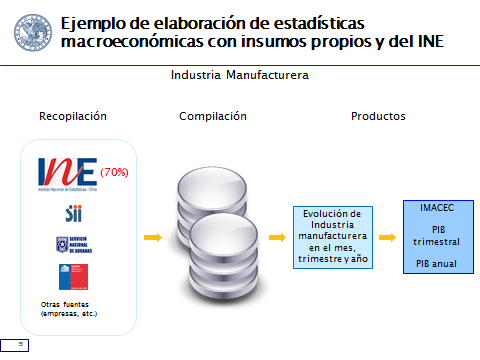 Ejemplo de elaboración de estadísticas
macroeconómicas con insumos propios y del INE
Industria Manufacturera
Recopilación
Compilación
Productos
INE
(70%)
Instituto Nacional de Estadísticas - Chile
sii
SERVICIO
NACIONAL
DE ADUANAS
Otras fuentes
(empresas, etc.)
Evolución de
Industria
manufacturera
en el mes,
trimestre y año
IMACEC
PIB
trimestral
PIB anual